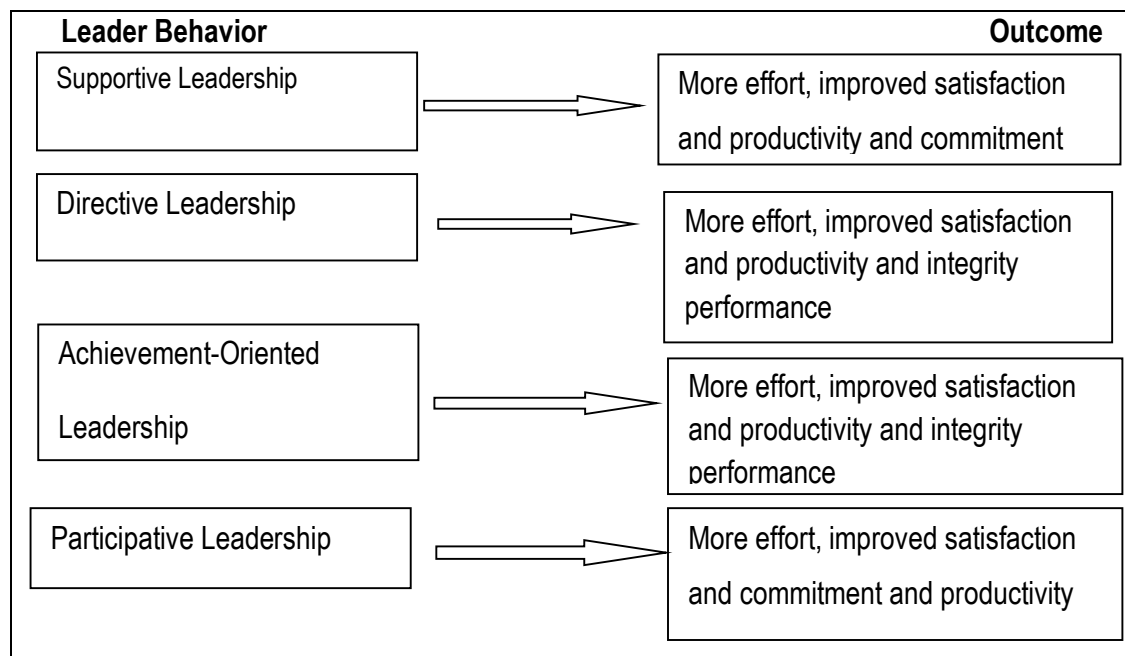 Leader Behavior
Outcome
Supportive Leadership
More effort, improved satisfaction
and productivity and commitment
Directive Leadership
More effort, improved satisfaction
and productivity and integrity
performance
Achievement-Oriented
Leadership
More effort, improved satisfaction
and productivity and integrity
performance
Participative Leadership
More effort, improved satisfaction
and commitment and productivity